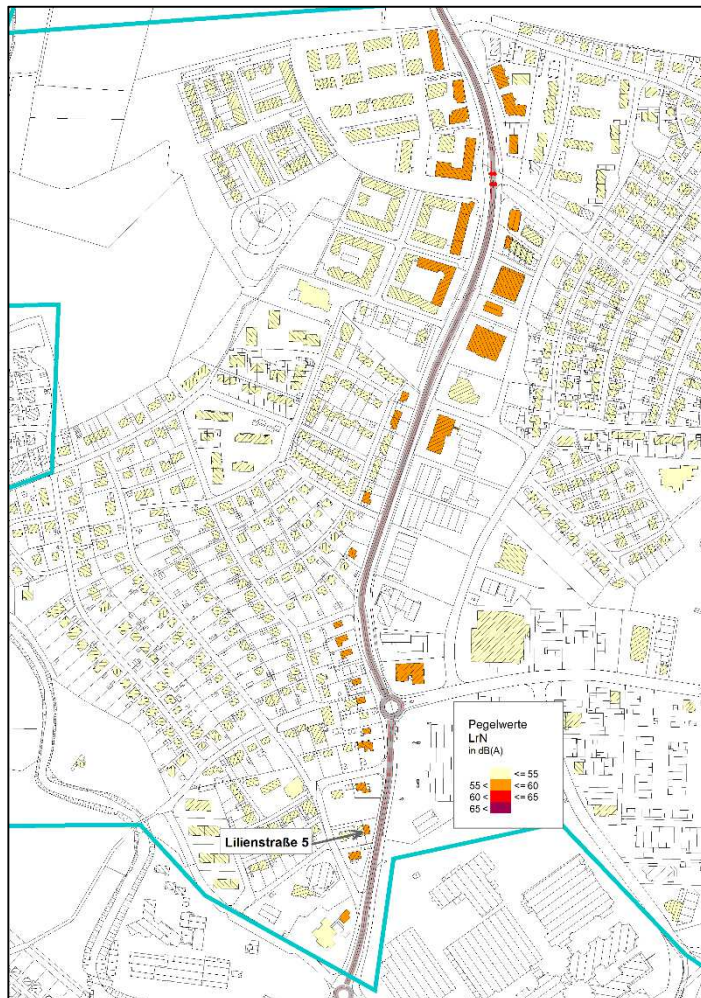 Pegelwerte
LrN
in dB(A)
<= 55
55 < <= 60
60 < <= 65
65 <
Lilienstraße 5